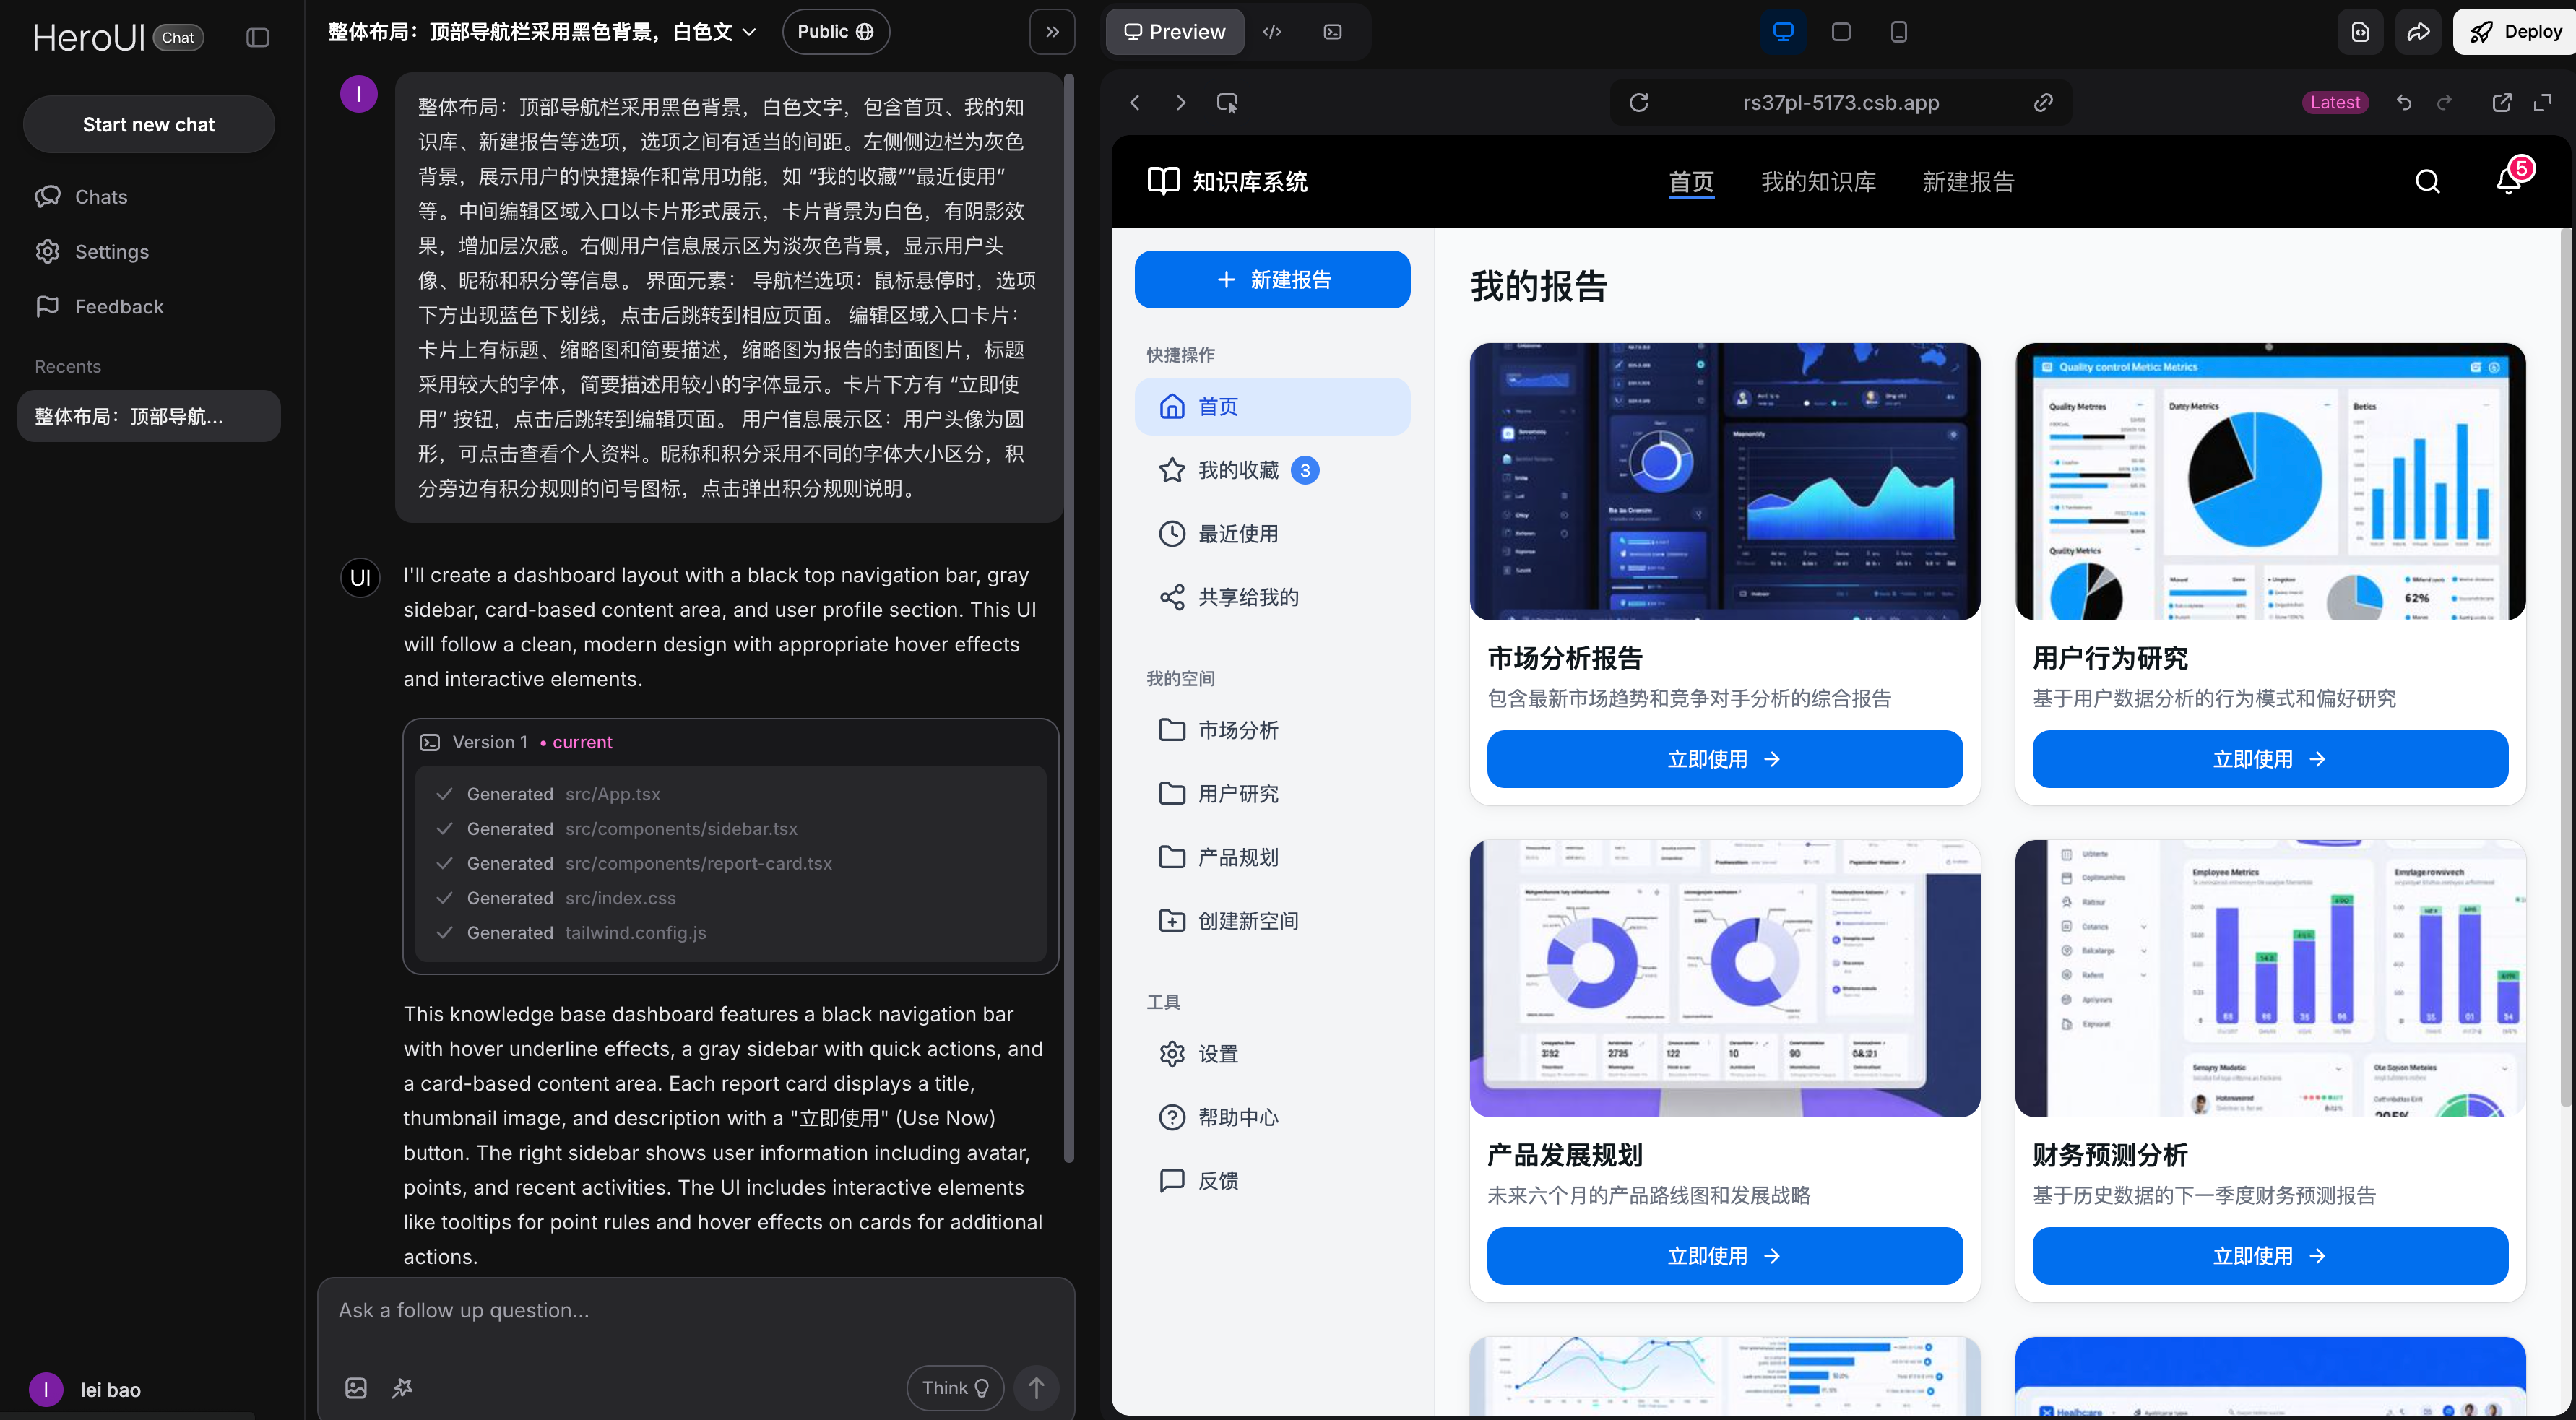 HeroUI Chat
Start new chat
Chats
Settings
Feedback
Recents
整体布局：顶部导航...
I lei bao
整体布局：顶部导航栏采用黑色背景，白色文
Public
I
整体布局：顶部导航栏采用黑色背景，白色文字，包含首页、我的知
识库、新建报告等选项，选项之间有适当的间距。左侧侧边栏为灰色
背景，展示用户的快捷操作和常用功能，如 “我的收藏”“最近使用”
等。中间编辑区域入口以卡片形式展示，卡片背景为白色，有阴影效
果，增加层次感。右侧用户信息展示区为淡灰色背景，显示用户头
像、昵称和积分等信息。 界面元素： 导航栏选项：鼠标悬停时，选项
下方出现蓝色下划线，点击后跳转到相应页面。 编辑区域入口卡片：
卡片上有标题、缩略图和简要描述，缩略图为报告的封面图片，标题
采用较大的字体，简要描述用较小的字体显示。卡片下方有 “立即使
用” 按钮，点击后跳转到编辑页面。 用户信息展示区：用户头像为圆
形，可点击查看个人资料。昵称和积分采用不同的字体大小区分，积
分旁边有积分规则的问号图标，点击弹出积分规则说明。
UI
I'll create a dashboard layout with a black top navigation bar, gray
sidebar, card-based content area, and user profile section. This UI
will follow a clean, modern design with appropriate hover effects
and interactive elements.
Version 1 • current
Generated src/App.tsx
Generated src/components/sidebar.tsx
Generated src/components/report-card.tsx
Generated src/index.css
Generated tailwind.config.js
This knowledge base dashboard features a black navigation bar
with hover underline effects, a gray sidebar with quick actions, and
a card-based content area. Each report card displays a title,
thumbnail image, and description with a "立即使用" (Use Now)
button. The right sidebar shows user information including avatar,
points, and recent activities. The UI includes interactive elements
like tooltips for point rules and hover effects on cards for additional
actions.
Ask a follow up question...
Think
Preview
Deploy
rs37pl-5173.csb.app
Latest
知识库系统
首页 我的知识库 新建报告
5
新建报告
快捷操作
首页
我的收藏 3
最近使用
共享给我的
我的空间
市场分析
用户研究
产品规划
创建新空间
工具
设置
帮助中心
反馈
我的报告
市场分析报告
包含最新市场趋势和竞争对手分析的综合报告
立即使用
Quality control Metic: Metrics
Quality Metrres
Datty Metrics
Betics
Quality Metrics
62%
用户行为研究
基于用户数据分析的行为模式和偏好研究
立即使用
2735
122
10
90
产品发展规划
未来六个月的产品路线图和发展战略
立即使用
Employee Metrics
财务预测分析
基于历史数据的下一季度财务预测报告
立即使用